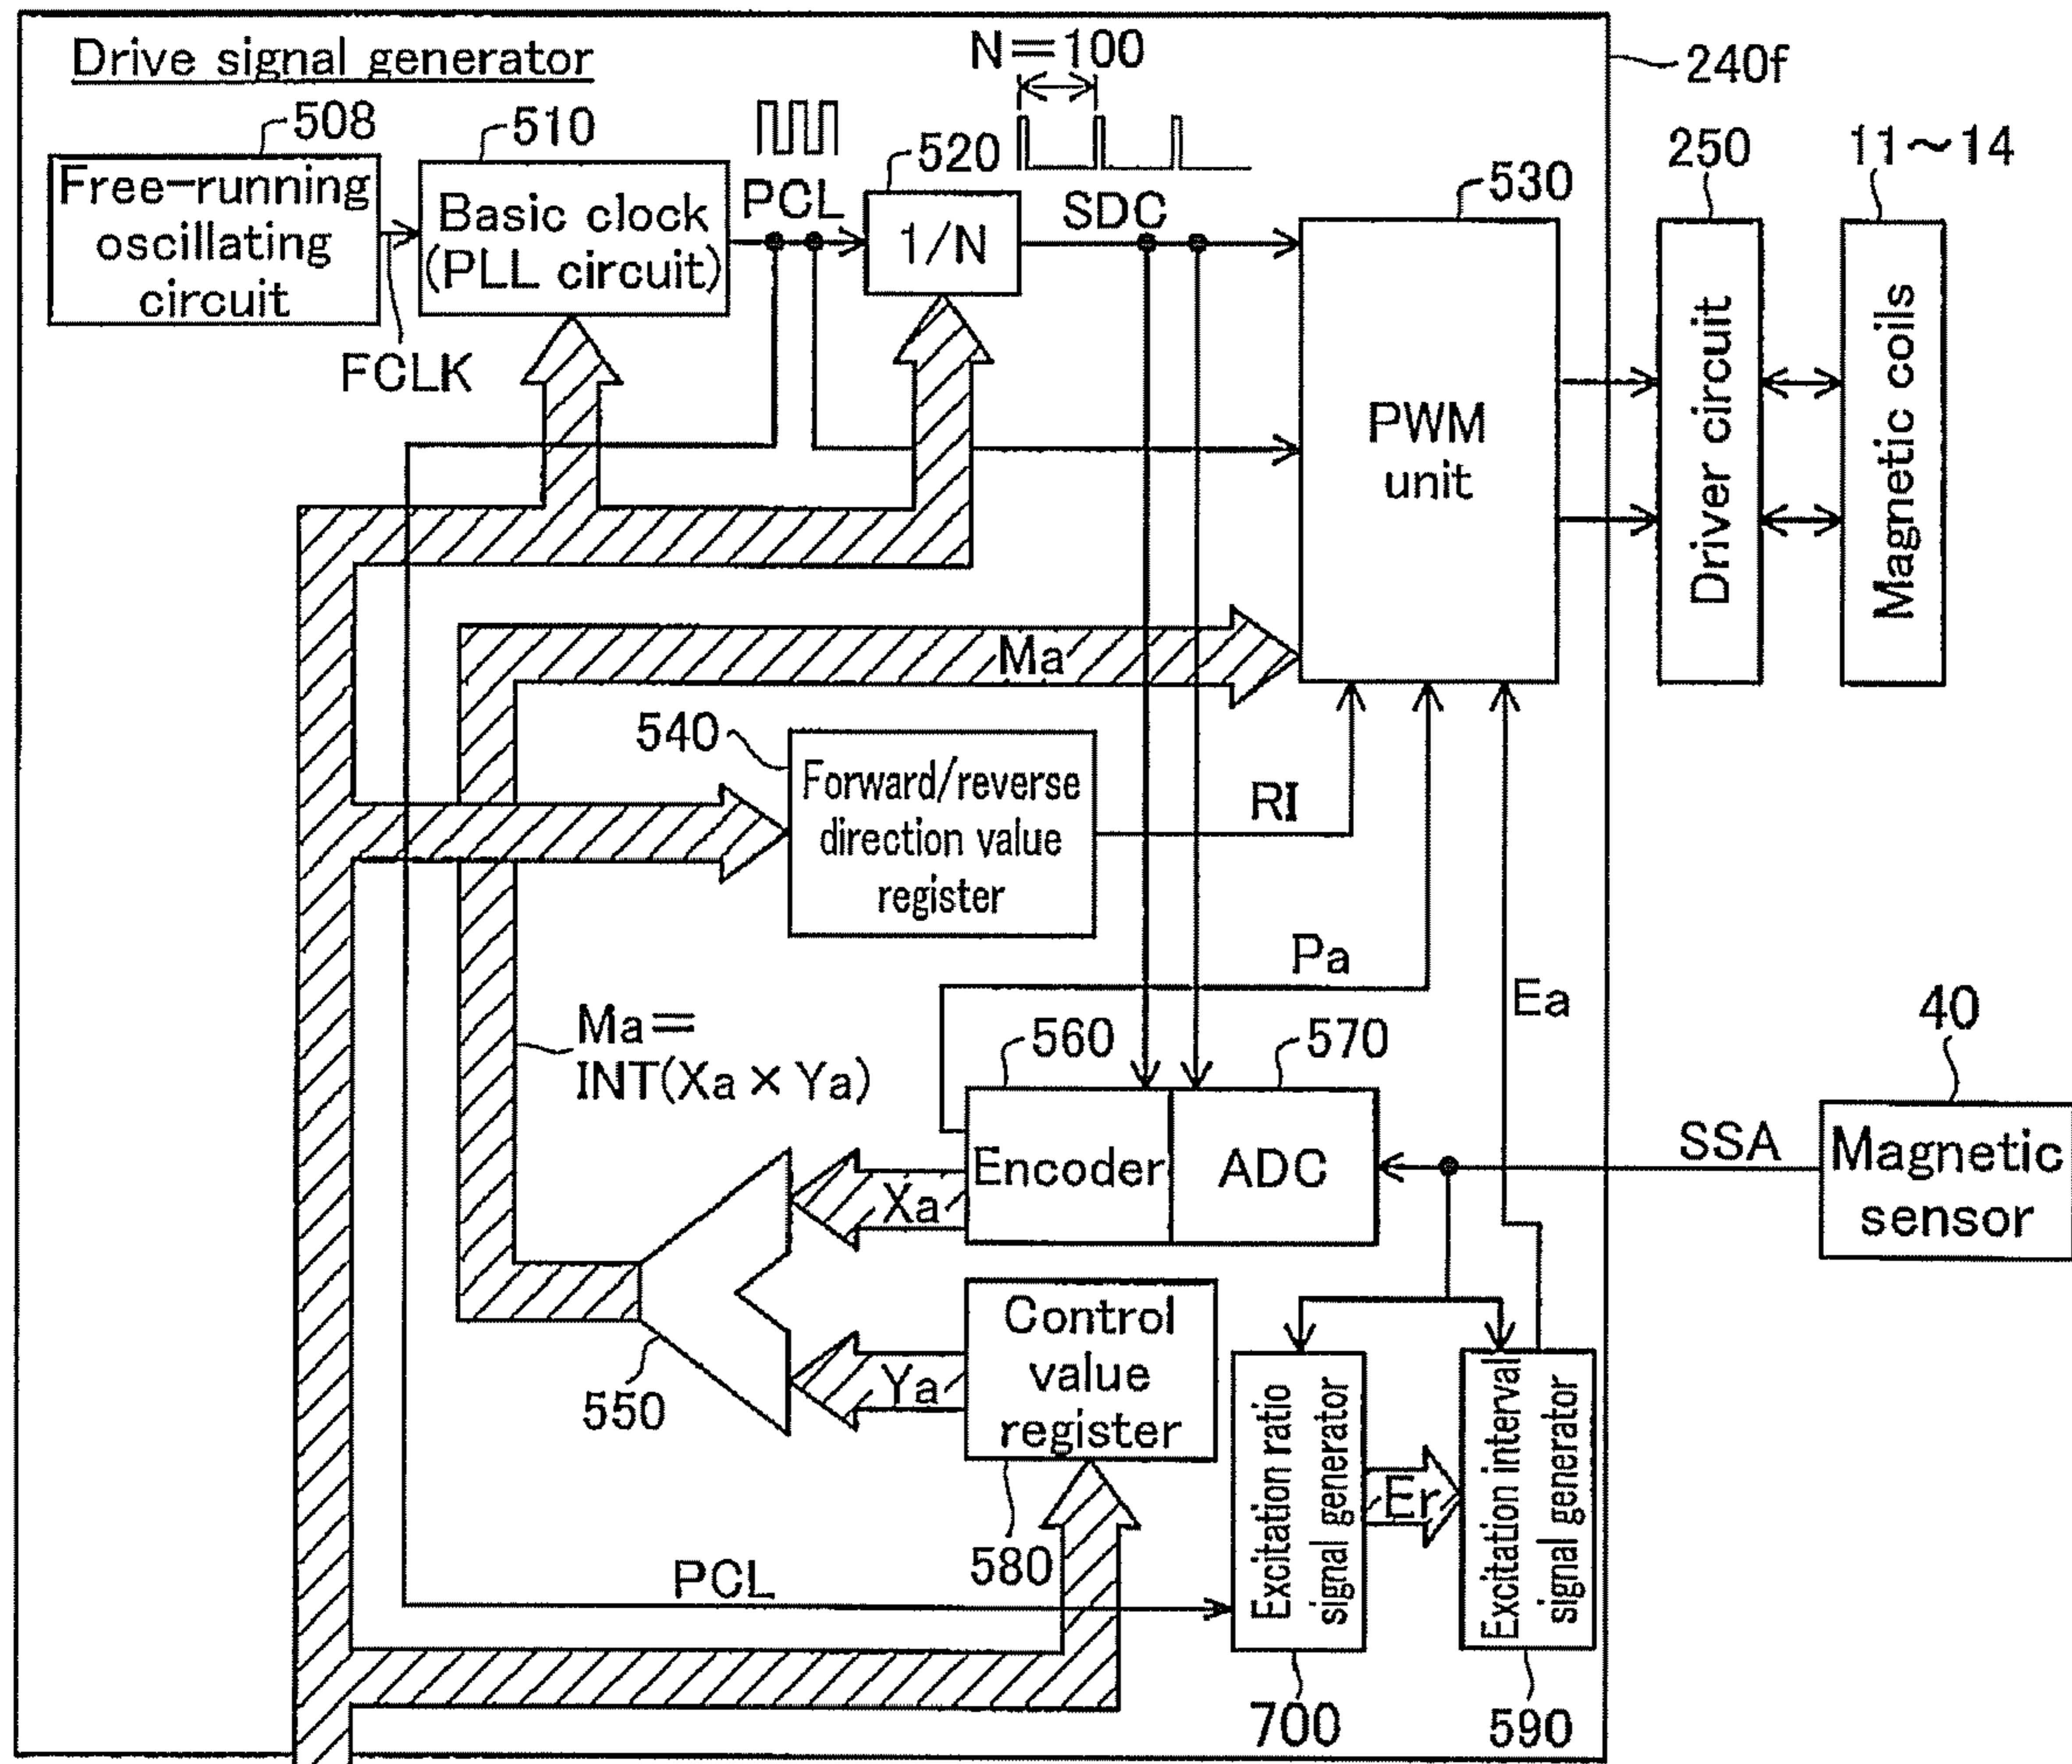 Drive signal generator
N=100
240f
508
510
520
530
250
11~14
Free-running
oscillating
circuit
Basic clock
(PLL circuit)
PCL
1/N
SDC
FCLK
PWM
unit
Driver circuit
Magnetic coils
Ma
540
Forward/reverse
direction value
register
RI
Pa
Ea
Ma=
INT(Xa × Ya)
560
570
40
Encoder
ADC
SSA
Magnetic
sensor
Xa
Control
value
register
Ya
550
580
Excitation ratio
signal generator
Er
Excitation interval
signal generator
PCL
700
590